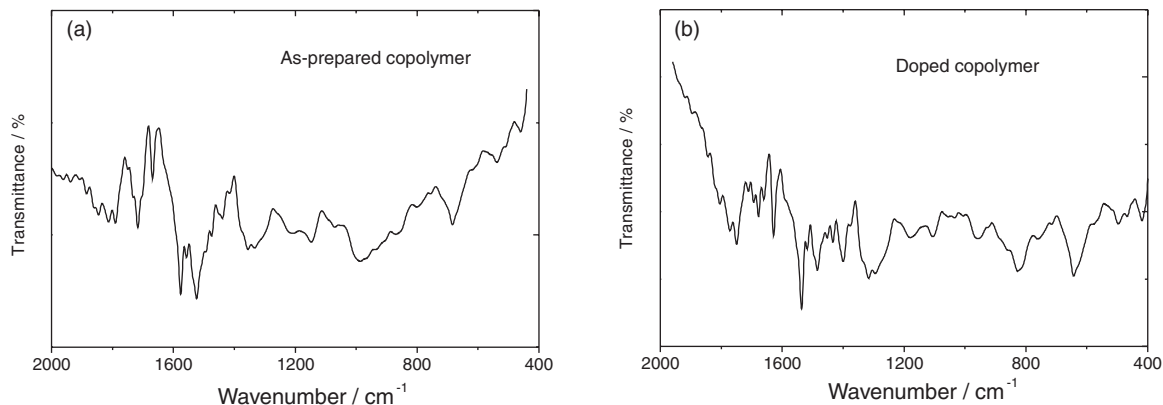 (a)
As-prepared copolymer
Transmittance / %
2000 1600 1200 800 400
Wavenumber / cm⁻¹
(b)
Doped copolymer
Transmittance / %
2000 1600 1200 800 400
Wavenumber / cm⁻¹